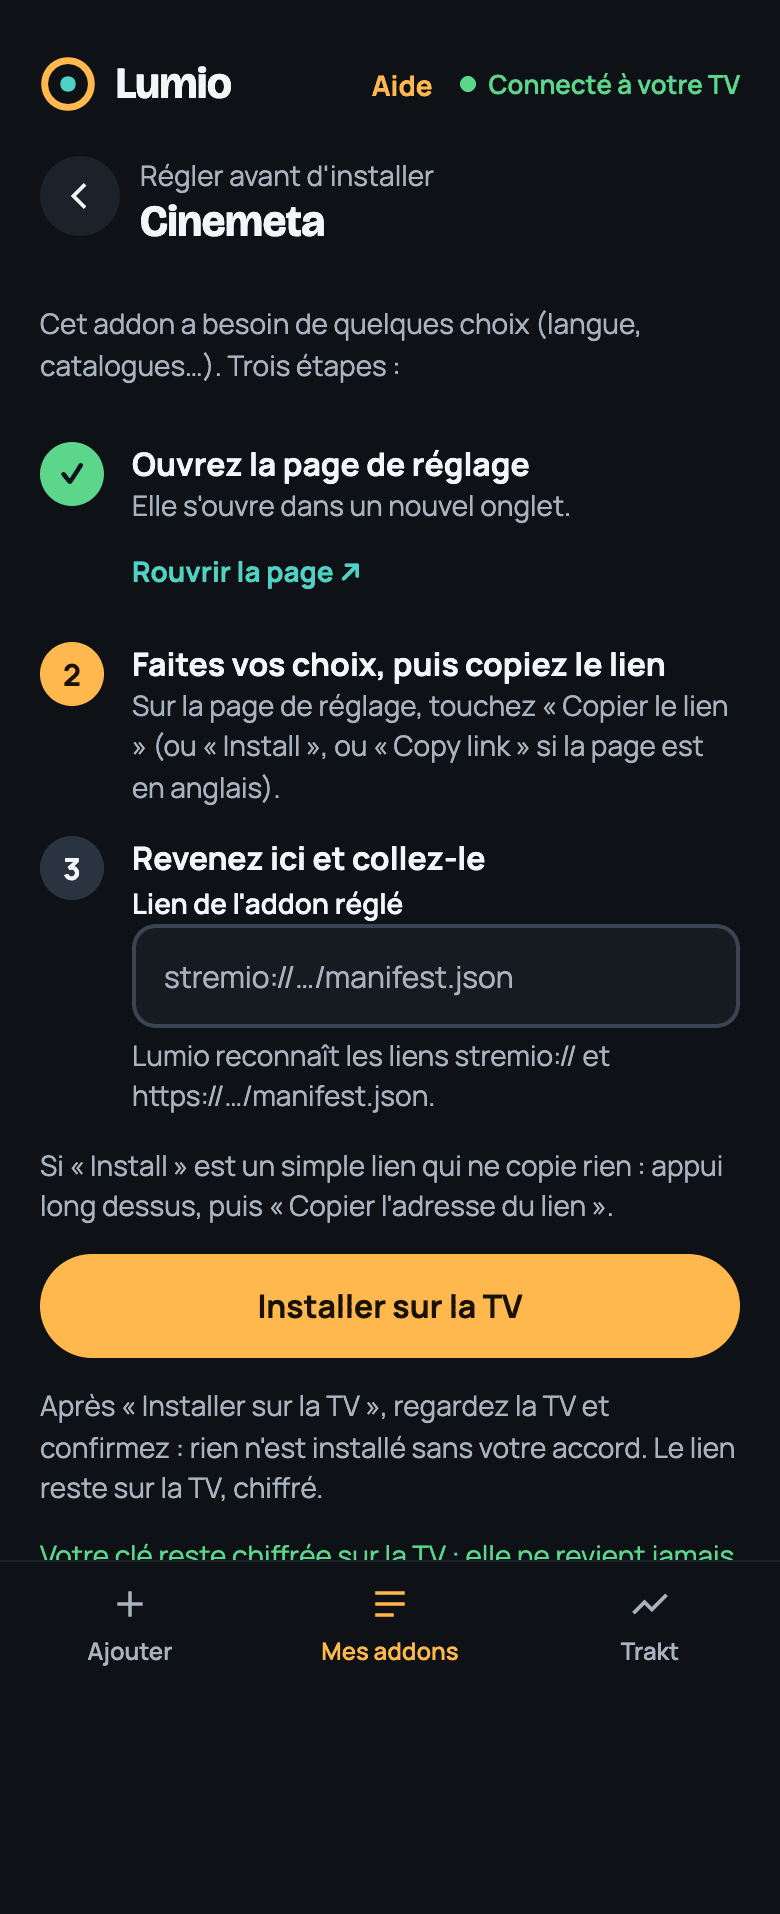 Lumio
Aide
Connecté à votre TV
Régler avant d'installer
Cinemeta
Cet addon a besoin de quelques choix (langue,
catalogues…). Trois étapes :
Ouvrez la page de réglage
Elle s'ouvre dans un nouvel onglet.
Rouvrir la page ↗
2
Faites vos choix, puis copiez le lien
Sur la page de réglage, touchez « Copier le lien
» (ou « Install », ou « Copy link » si la page est
en anglais).
3
Revenez ici et collez-le
Lien de l'addon réglé
stremio://…/manifest.json
Lumio reconnaît les liens stremio:// et
https://…/manifest.json.
Si « Install » est un simple lien qui ne copie rien : appui
long dessus, puis « Copier l'adresse du lien ».
Installer sur la TV
Après « Installer sur la TV », regardez la TV et
confirmez : rien n'est installé sans votre accord. Le lien
reste sur la TV, chiffré.
Votre clé reste chiffrée sur la TV : elle ne revient jamais
Ajouter
Mes addons
Trakt